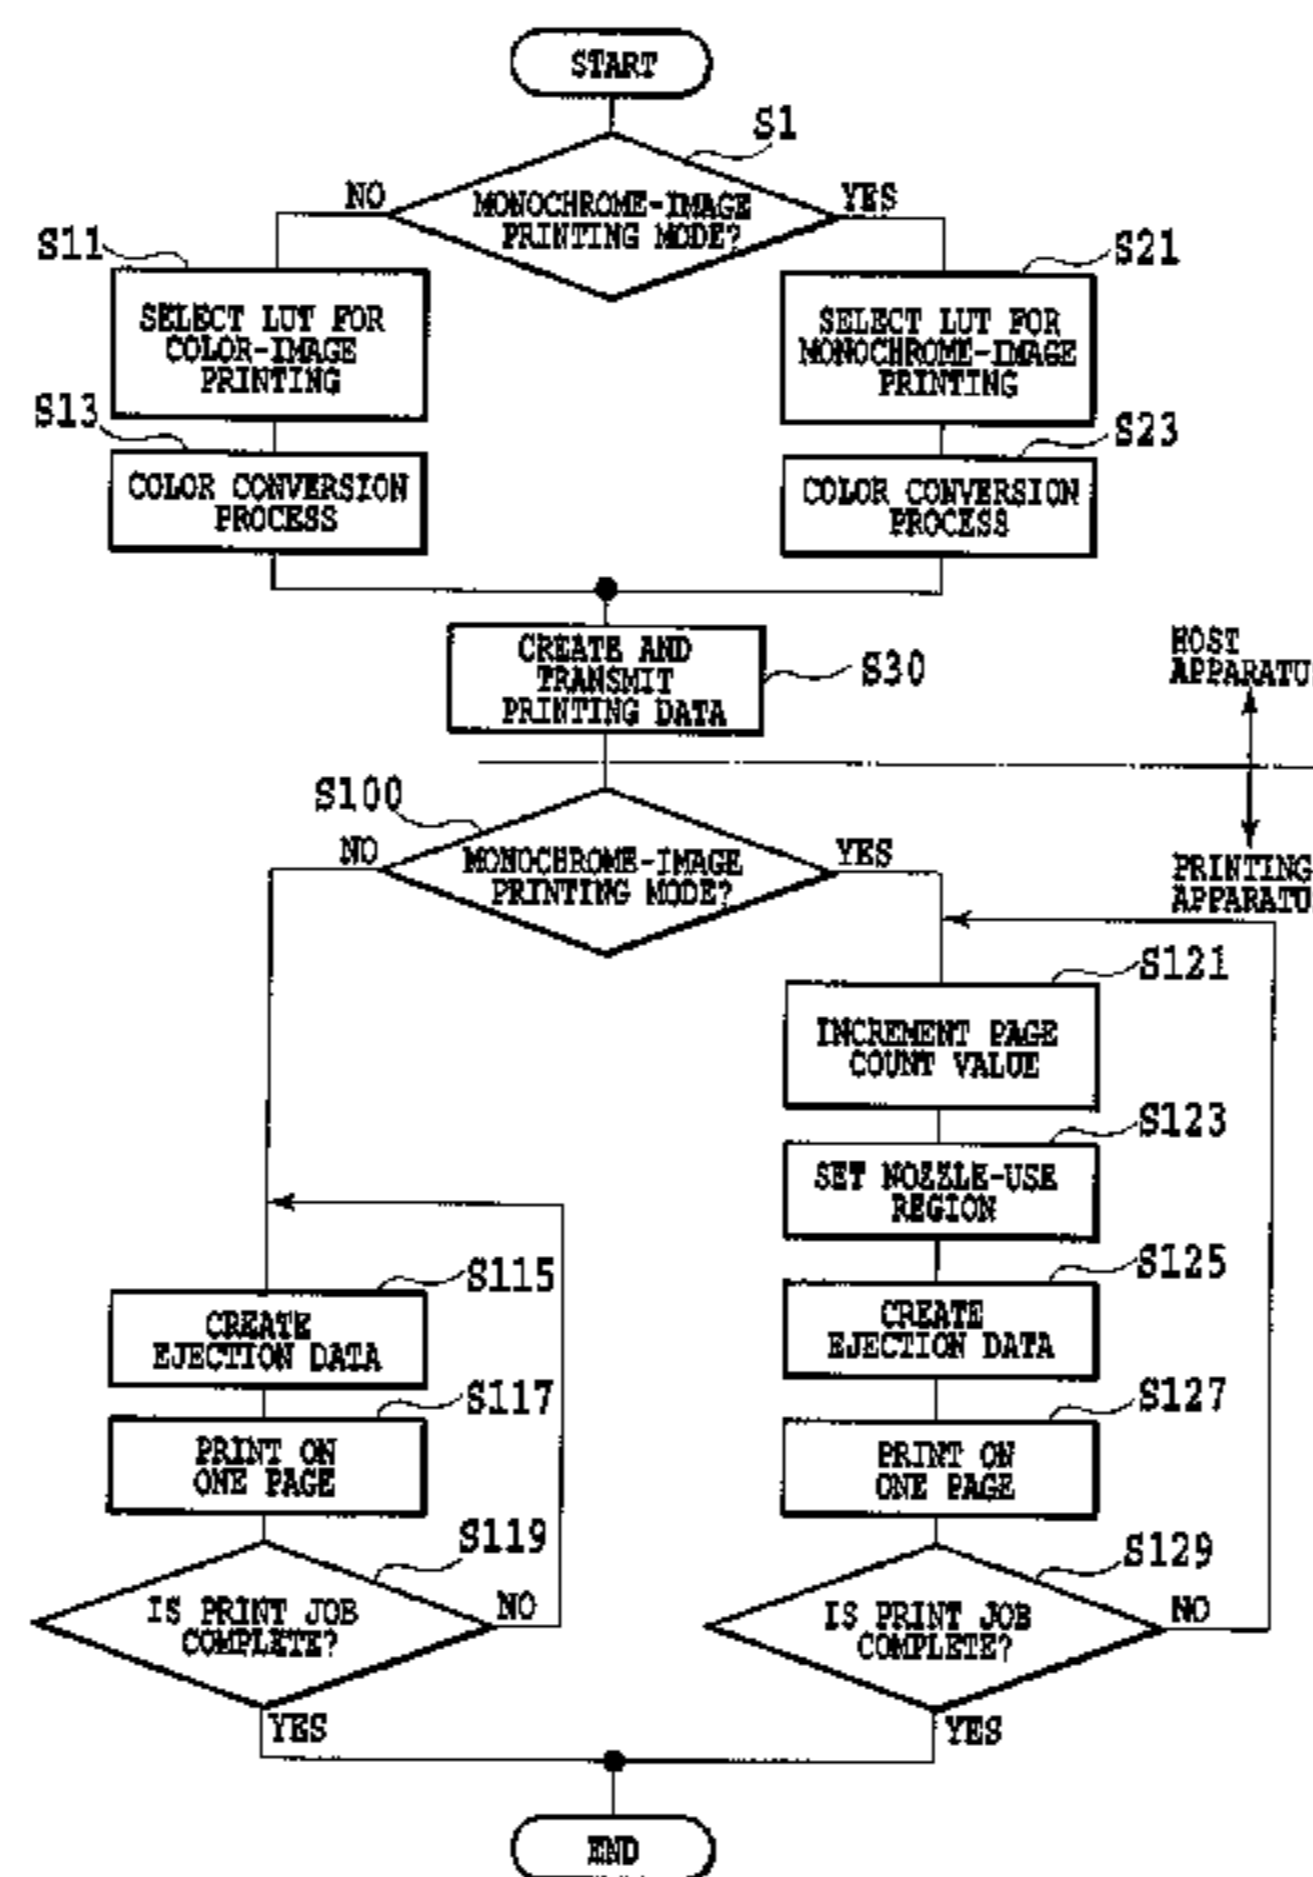 START
S1
MONOCHROME-IMAGE
PRINTING MODE?
NO
YES
S11
SELECT LUT FOR
COLOR-IMAGE
PRINTING
S21
SELECT LUT FOR
MONOCHROME-IMAGE
PRINTING
S13
COLOR CONVERSION
PROCESS
S23
COLOR CONVERSION
PROCESS
CREATE AND
TRANSMIT
PRINTING DATA
S30
HOST
APPARATU
S100
MONOCHROME-IMAGE
PRINTING MODE?
NO
YES
PRINTING
APPARATU
S121
INCREMENT PAGE
COUNT VALUE
S123
SET NOZZLE-USE
REGION
S115
CREATE
EJECTION DATA
S125
CREATE
EJECTION DATA
S117
PRINT ON
ONE PAGE
S127
PRINT ON
ONE PAGE
S119
IS PRINT JOB
COMPLETE?
NO
YES
S129
IS PRINT JOB
COMPLETE?
NO
YES
END